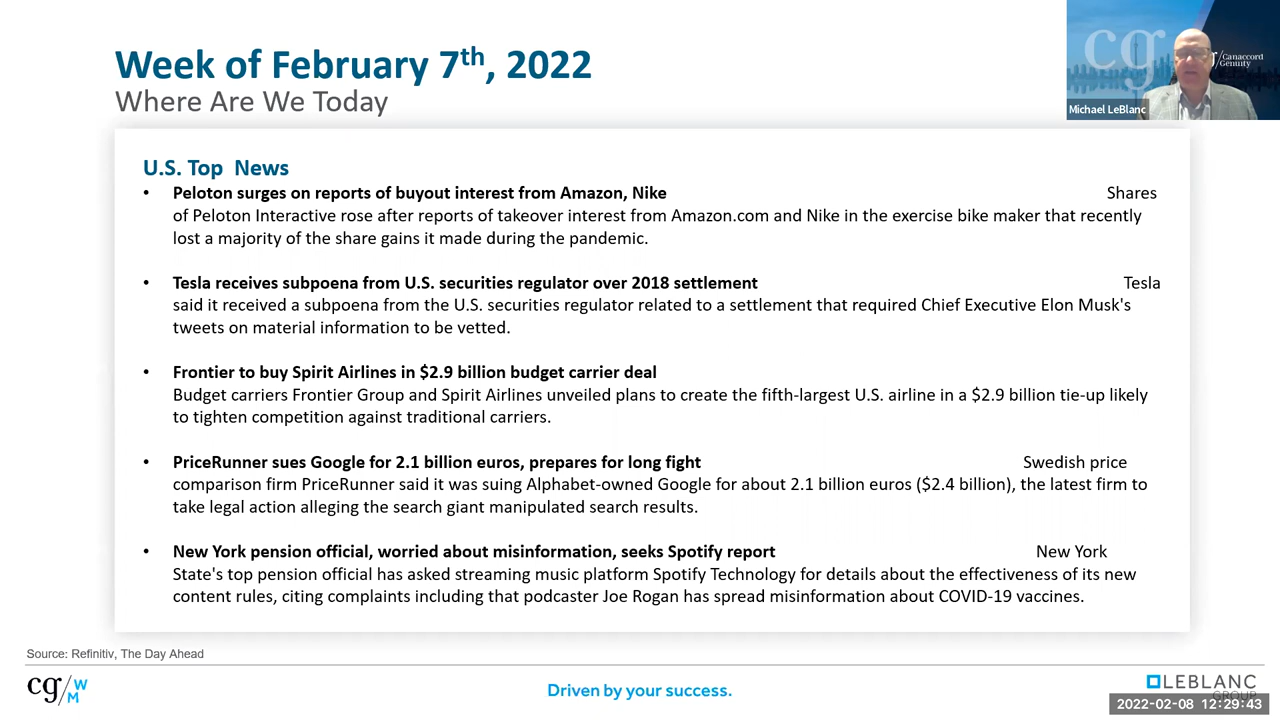 Week of February 7th, 2022
Where Are We Today
cg
Canaccord
Genuity
Michael LeBlanc
U.S. Top News
• Peloton surges on reports of buyout interest from Amazon, Nike Shares
of Peloton Interactive rose after reports of takeover interest from Amazon.com and Nike in the exercise bike maker that recently
lost a majority of the share gains it made during the pandemic.
• Tesla receives subpoena from U.S. securities regulator over 2018 settlement Tesla
said it received a subpoena from the U.S. securities regulator related to a settlement that required Chief Executive Elon Musk's
tweets on material information to be vetted.
• Frontier to buy Spirit Airlines in $2.9 billion budget carrier deal
Budget carriers Frontier Group and Spirit Airlines unveiled plans to create the fifth-largest U.S. airline in a $2.9 billion tie-up likely
to tighten competition against traditional carriers.
• PriceRunner sues Google for 2.1 billion euros, prepares for long fight Swedish price
comparison firm PriceRunner said it was suing Alphabet-owned Google for about 2.1 billion euros ($2.4 billion), the latest firm to
take legal action alleging the search giant manipulated search results.
• New York pension official, worried about misinformation, seeks Spotify report New York
State's top pension official has asked streaming music platform Spotify Technology for details about the effectiveness of its new
content rules, citing complaints including that podcaster Joe Rogan has spread misinformation about COVID-19 vaccines.
Source: Refinitiv, The Day Ahead
cg/WM
Driven by your success.
LEBLANC
GROUP
2022-02-08 12:29:43